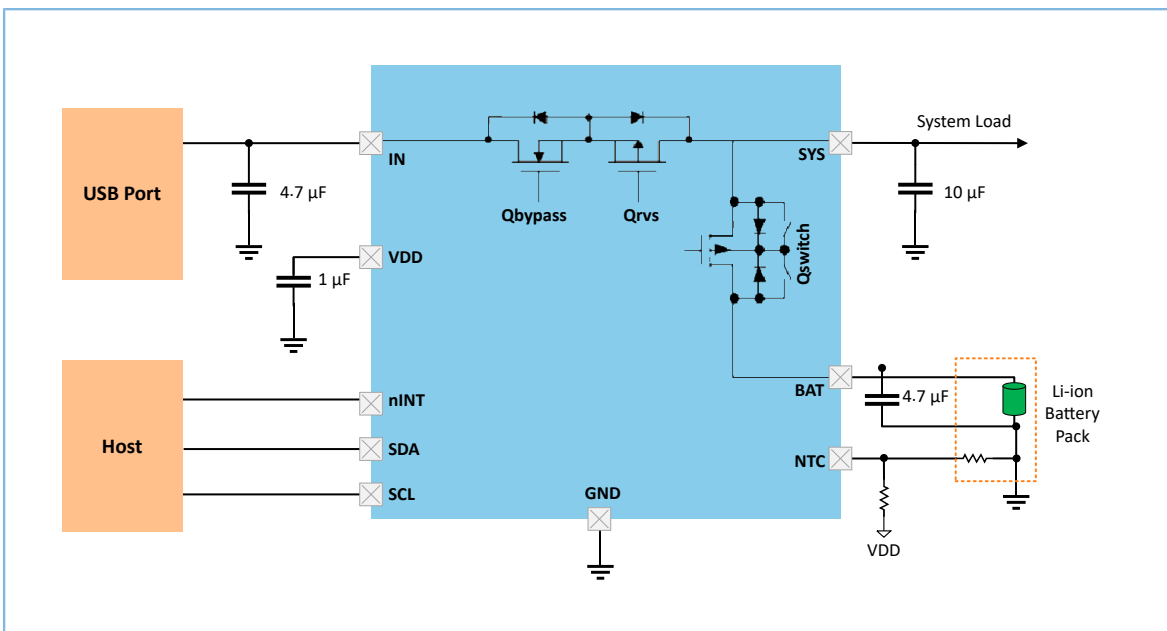 USB Port
4.7 µF
IN
Qbypass
Qrvs
SYS
System Load
10 µF
VDD
1 µF
Qswitch
Host
nINT
SDA
SCL
GND
BAT
4.7 µF
NTC
VDD
Li-ion
Battery
Pack